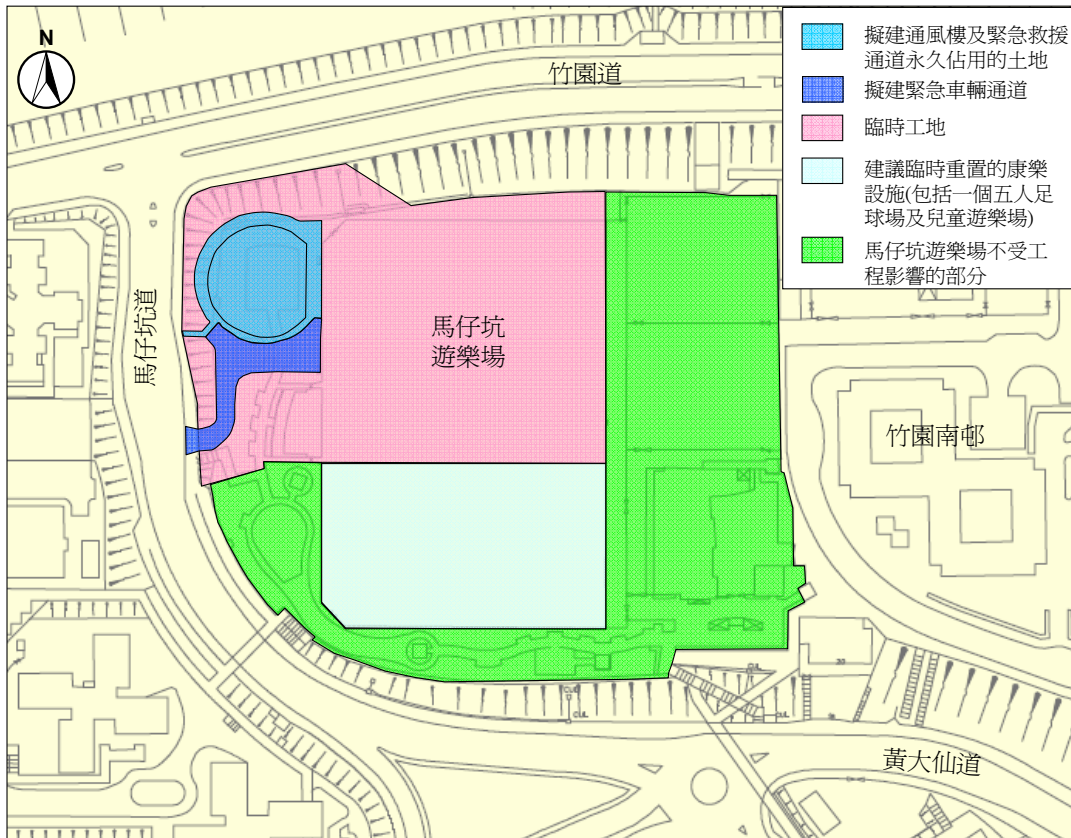 N
竹園道
馬仔坑道
馬仔坑
遊樂場
竹園南邨
黃大仙道
擬建通風樓及緊急救援
通道永久佔用的土地
擬建緊急車輛通道
臨時工地
建議臨時重置的康樂
設施(包括一個五人足
球場及兒童遊樂場)
馬仔坑遊樂場不受工
程影響的部分
CUL
CUL
CUL